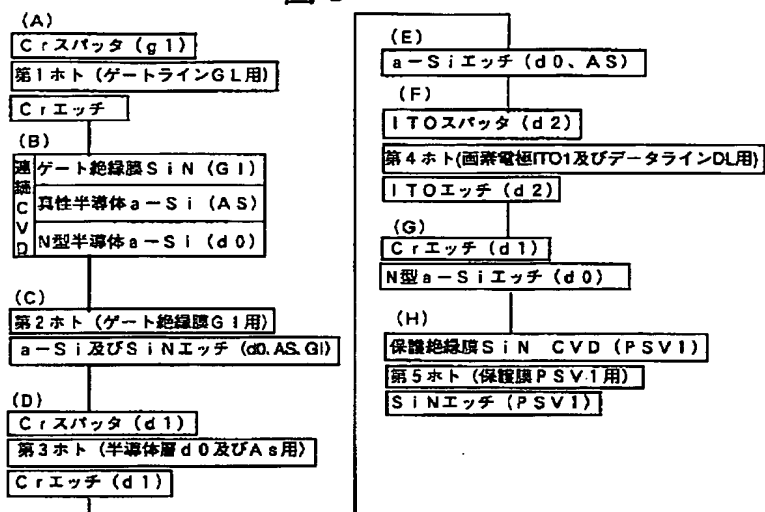 (A)
Crスパッタ(g1)
第1ホト(ゲートラインGL用)
Crエッチ
(B)
連続CVD
ゲート絶縁膜SiN(GI)
真性半導体a-Si(AS)
N型半導体a-Si(d0)
(C)
第2ホト(ゲート絶縁膜GI用)
a-Si及びSiNエッチ(d0.AS.GI)
(D)
Crスパッタ(d1)
第3ホト(半導体層d0及びAs用)
Crエッチ(d1)
(E)
a-Siエッチ(d0、AS)
(F)
ITOスパッタ(d2)
第4ホト(画素電極ITO1及びデータラインDL用)
ITOエッチ(d2)
(G)
Crエッチ(d1)
N型a-Siエッチ(d0)
(H)
保護絶縁膜SiN CVD(PSV1)
第5ホト(保護膜PSV1用)
SiNエッチ(PSV1)